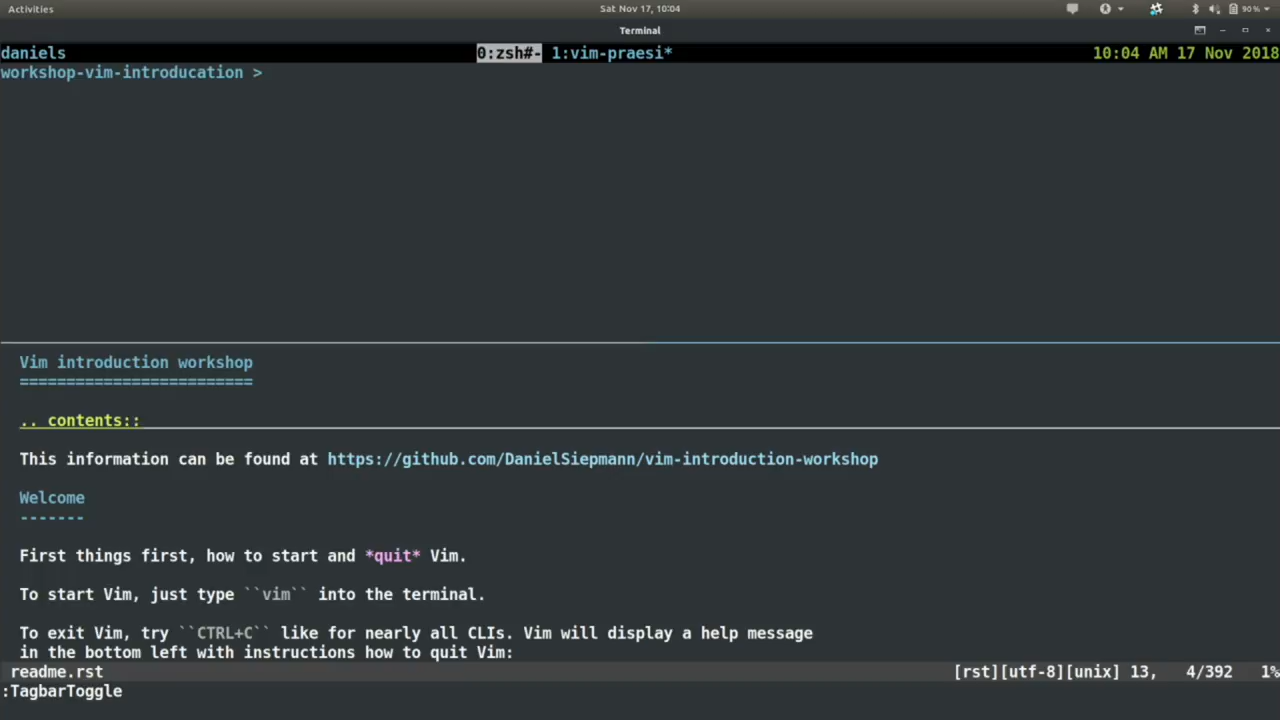 Activities Sat Nov 17, 10:04 90%
Terminal
daniels 0:zsh#- 1:vim-praesi* 10:04 AM 17 Nov 2018
workshop-vim-introducation >
Vim introduction workshop
=========================
.. contents::
This information can be found at https://github.com/DanielSiepmann/vim-introduction-workshop
Welcome
-------
First things first, how to start and *quit* Vim.
To start Vim, just type ``vim`` into the terminal.
To exit Vim, try ``CTRL+C`` like for nearly all CLIs. Vim will display a help message
in the bottom left with instructions how to quit Vim:
readme.rst [rst][utf-8][unix] 13, 4/392 1%
:TagbarToggle